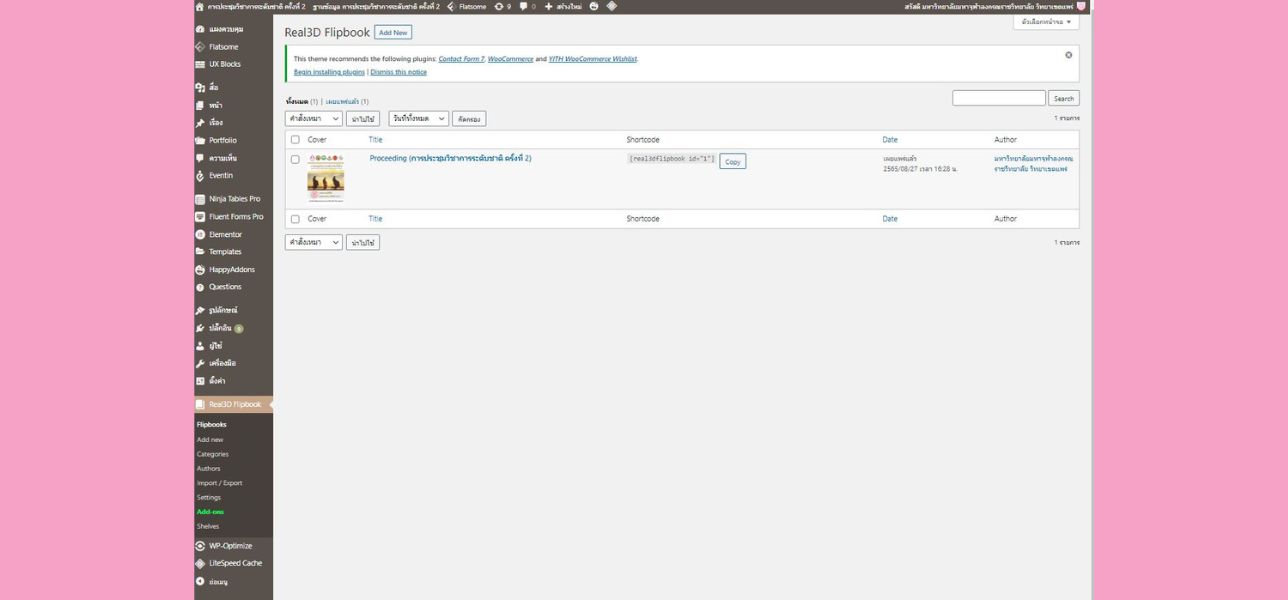 การประชุมวิชาการระดับชาติ ครั้งที่ 2 ฐานข้อมูล การประชุมวิชาการระดับชาติ ครั้งที่ 2 Flatsome 9 0 สร้างใหม่ สวัสดี มหาวิทยาลัยมหาจุฬาลงกรณราชวิทยาลัย วิทยาเขตแพร่
ตัวเลือกหน้าจอ
แผงควบคุม
Flatsome
UX Blocks
สื่อ
หน้า
เรื่อง
Portfolio
ความเห็น
Eventin
Ninja Tables Pro
Fluent Forms Pro
Elementor
Templates
HappyAddons
Questions
รูปลักษณ์
ปลั๊กอิน
ผู้ใช้
เครื่องมือ
ตั้งค่า
Real3D Flipbook
Flipbooks
Add new
Categories
Authors
Import / Export
Settings
Add-ons
Shelves
WP-Optimize
LiteSpeed Cache
ย่อเมนู
Real3D Flipbook Add New
This theme recommends the following plugins: Contact Form 7, WooCommerce and YITH WooCommerce Wishlist.
Begin installing plugins | Dismiss this notice
ทั้งหมด (1) | เผยแพร่แล้ว (1)
Search
คำสั่งเหมา นำไปใช้ วันที่ทั้งหมด คัดกรอง 1 รายการ
Cover Title Shortcode Date Author
Proceeding (การประชุมวิชาการระดับชาติ ครั้งที่ 2) [real3dflipbook id="1"] Copy เผยแพร่แล้ว มหาวิทยาลัยมหาจุฬาลงกรณ
2565/08/27 เวลา 16:28 น. ราชวิทยาลัย วิทยาเขตแพร่
Cover Title Shortcode Date Author
คำสั่งเหมา นำไปใช้ 1 รายการ